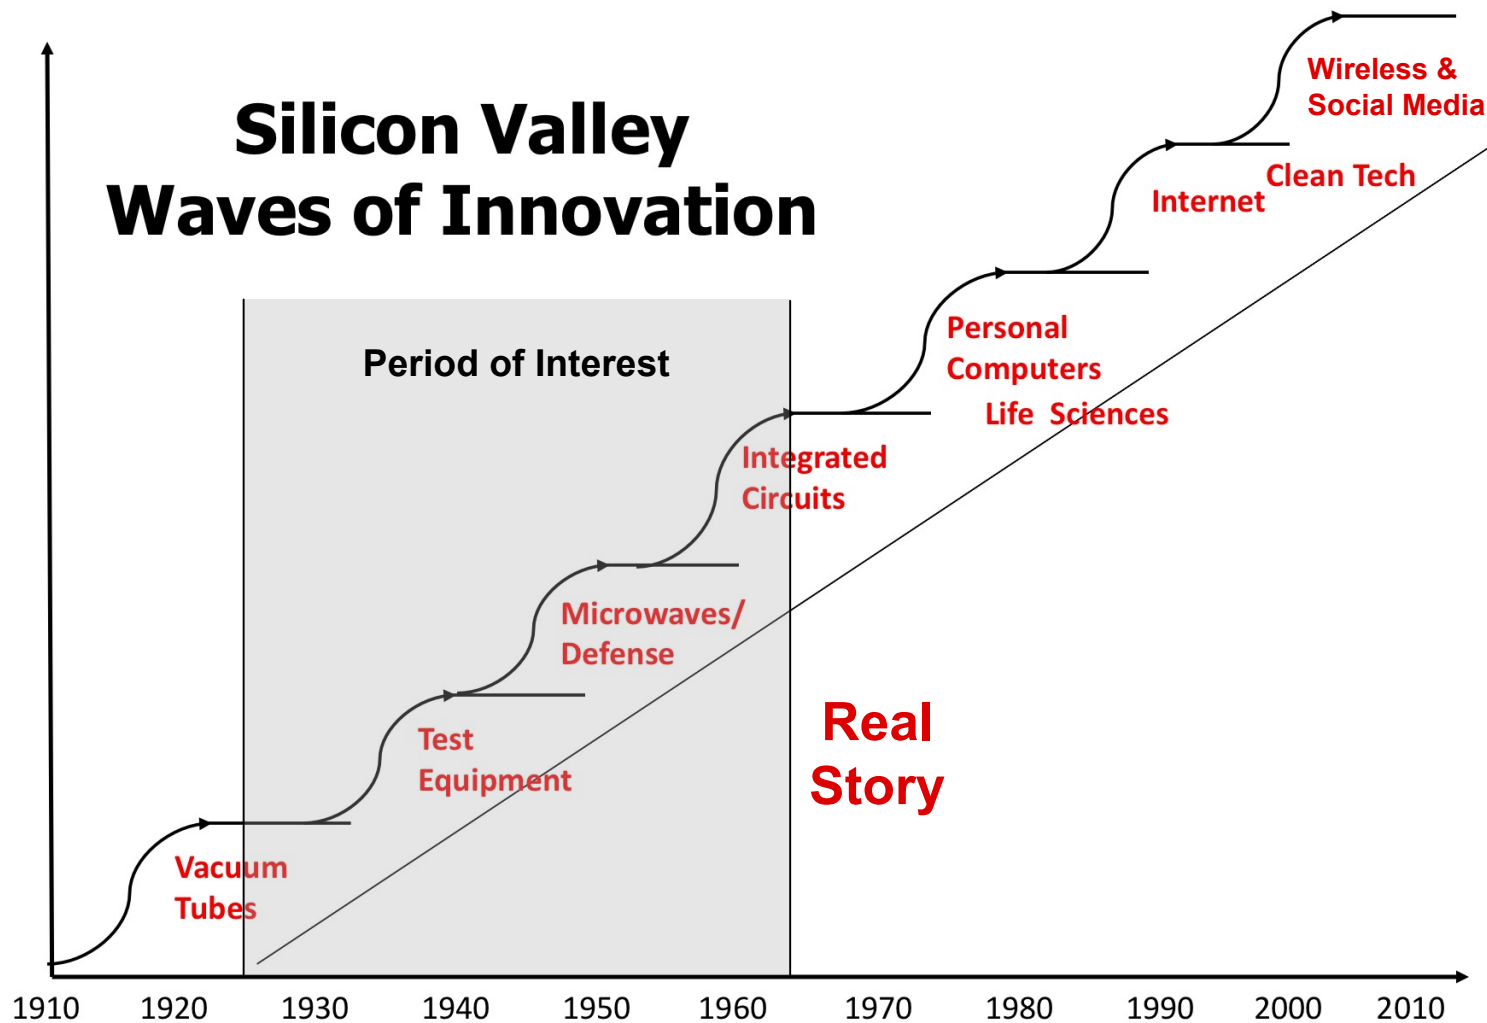 Silicon Valley
Waves of Innovation
Wireless &
Social Media
Clean Tech
Internet
Period of Interest
Personal
Computers
Life Sciences
Integrated
Circuits
Microwaves/
Defense
Real
Story
Test
Equipment
Vacuum
Tubes
1910 1920 1930 1940 1950 1960 1970 1980 1990 2000 2010